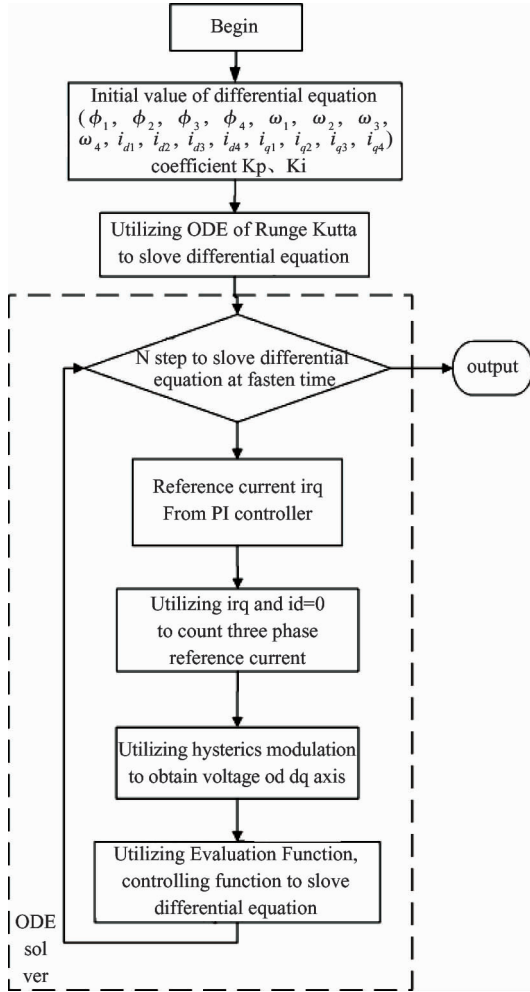 Begin
Initial value of differential equation
(ϕ1, ϕ2, ϕ3, ϕ4, ω1, ω2, ω3,
ω4, id1, id2, id3, id4, iq1, iq2, iq3, iq4)
coefficient Kp、Ki
Utilizing ODE of Runge Kutta
to slove differential equation
N step to slove differential
equation at fasten time
output
Reference current irq
From PI controller
Utilizing irq and id=0
to count three phase
reference current
Utilizing hysterics modulation
to obtain voltage od dq axis
Utilizing Evaluation Function,
controlling function to slove
differential equation
ODE
sol
ver